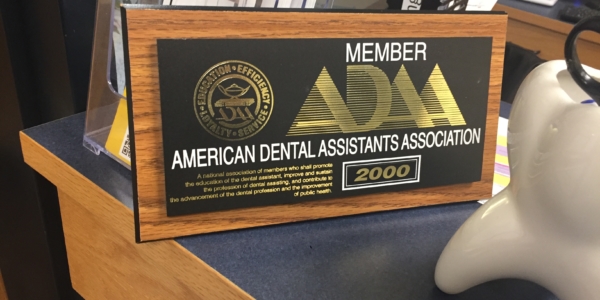 MEMBER
ADAA
EDUCATION • EFFICIENCY
LOYALTY • SERVICE
ADAA
AMERICAN DENTAL ASSISTANTS ASSOCIATION
A national association of members who shall promote
the education of the dental assistant, improve and sustain
the profession of dental assisting, and contribute to
the advancement of the dental profession and the improvement
of public health.
2000